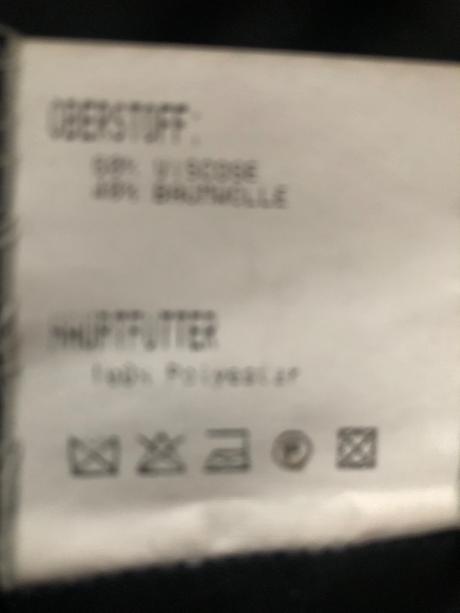 OBERSTOFF:
60% VISCOSE
40% BAUMWOLLE
HAUPTFUTTER
100% Polyester
P